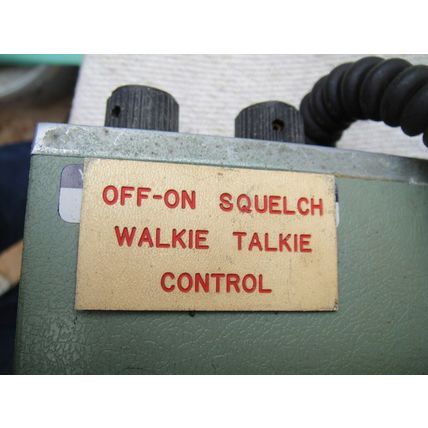 OFF-ON SQUELCH
WALKIE TALKIE
CONTROL